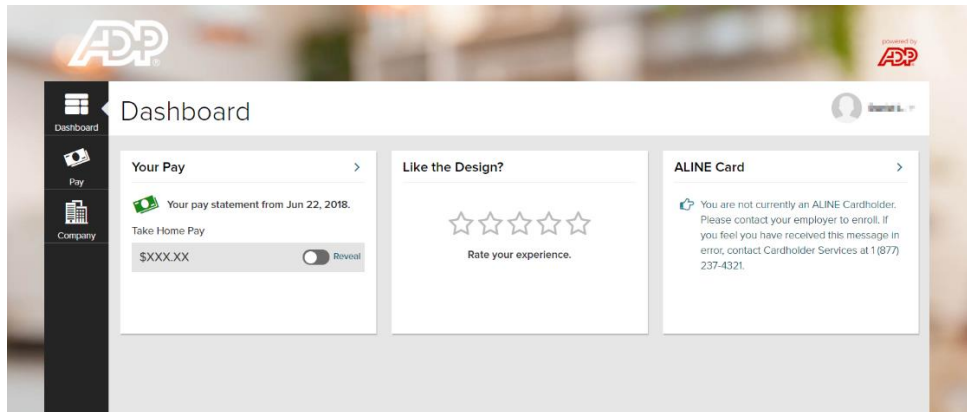 ADP
powered by
ADP
Dashboard
Dashboard
Pay
Company
Your Pay
Your pay statement from Jun 22, 2018.
Take Home Pay
$XXX.XX
Reveal
Like the Design?
Rate your experience.
ALINE Card
You are not currently an ALINE Cardholder.
Please contact your employer to enroll. If
you feel you have received this message in
error, contact Cardholder Services at 1 (877)
237-4321.